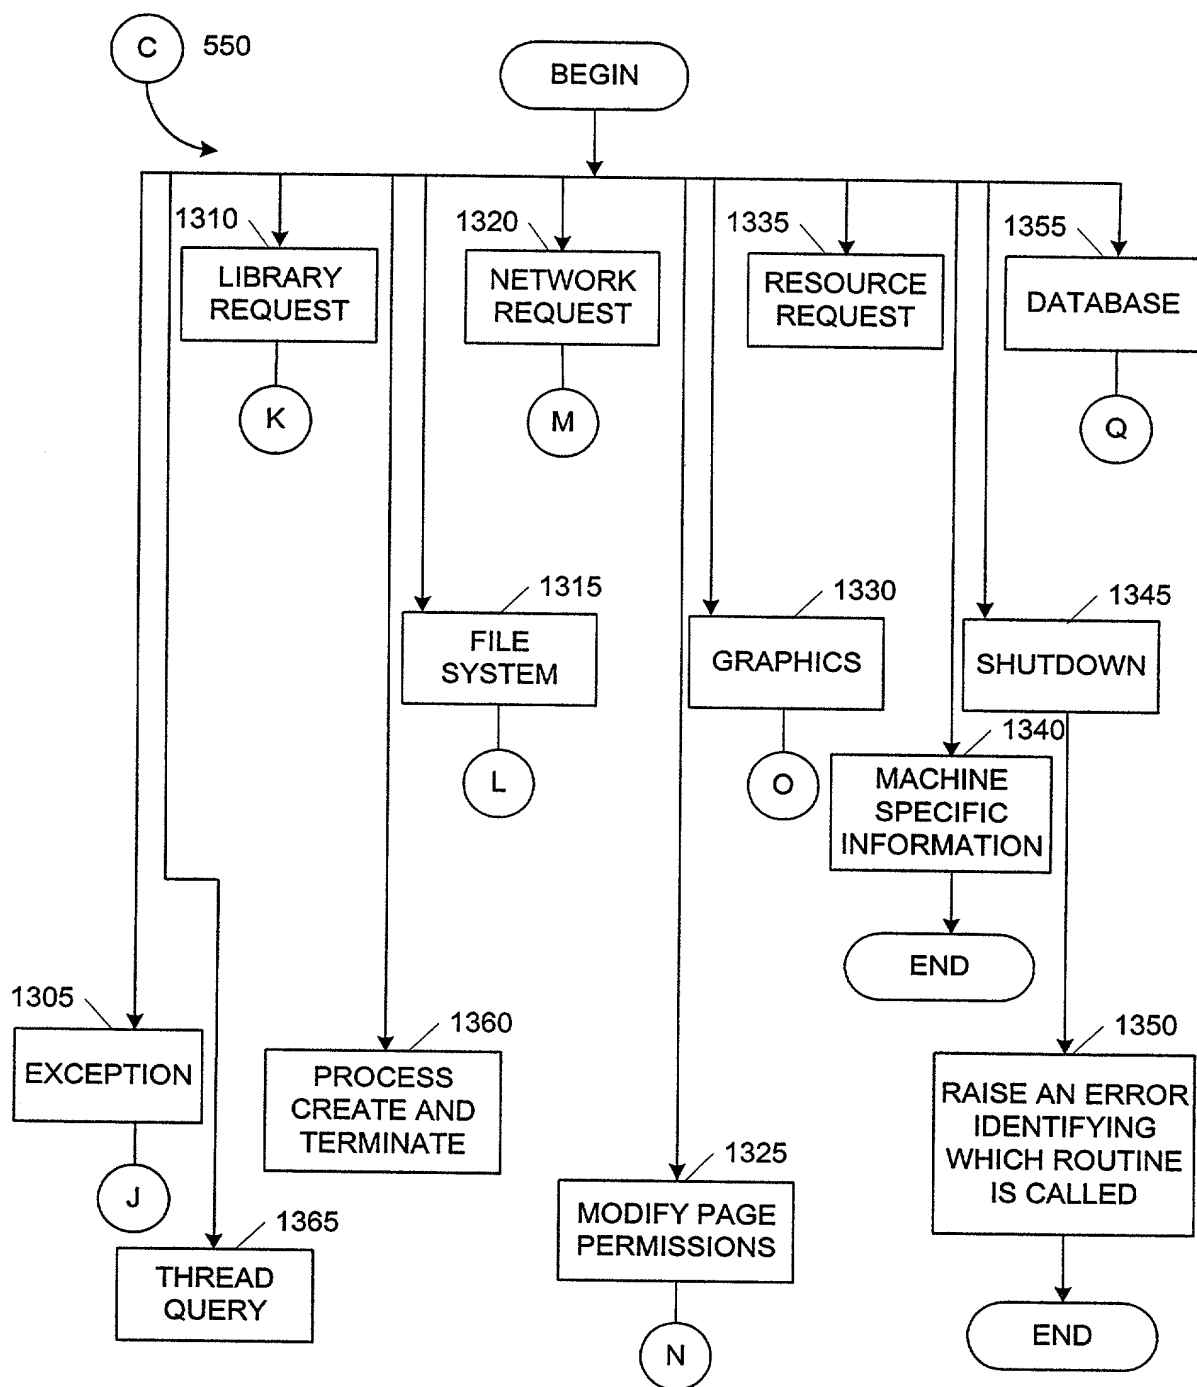 C 550
BEGIN
1310
LIBRARY
REQUEST
K
1320
NETWORK
REQUEST
M
1335
RESOURCE
REQUEST
1355
DATABASE
Q
1315
FILE
SYSTEM
L
1330
GRAPHICS
O
1345
SHUTDOWN
1340
MACHINE
SPECIFIC
INFORMATION
END
1305
EXCEPTION
J
1360
PROCESS
CREATE AND
TERMINATE
1350
RAISE AN ERROR
IDENTIFYING
WHICH ROUTINE
IS CALLED
END
1325
MODIFY PAGE
PERMISSIONS
N
1365
THREAD
QUERY